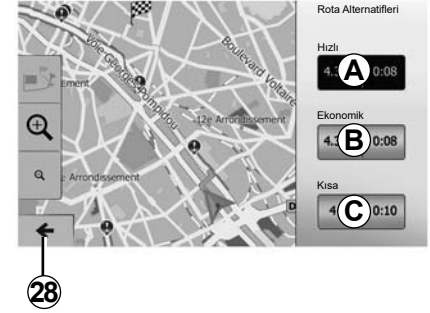 Rota Alternatifleri
Hızlı
A 0:08
Ekonomik
B 0:08
Kısa
C 0:10
Voie Georges-Pompidou
Boulevard Voltaire
12e Arrondissement
Arrondissement
28